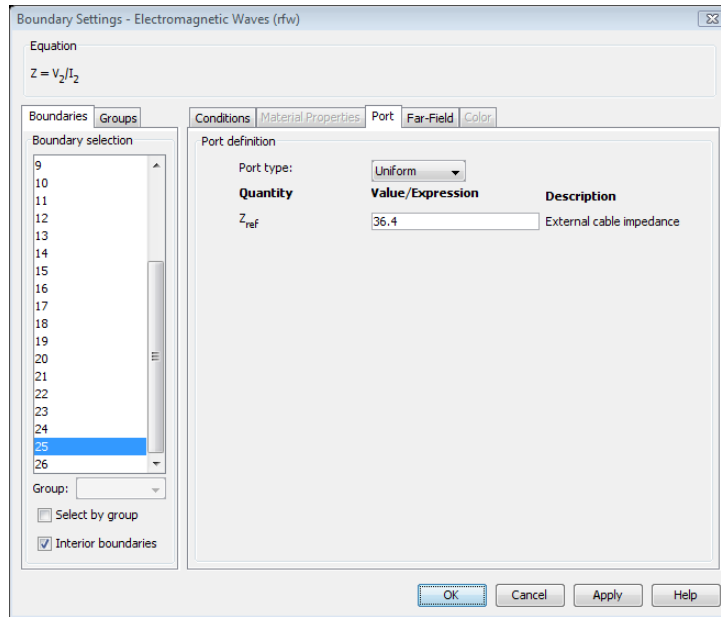 Boundary Settings - Electromagnetic Waves (rfw)
Equation
Z = V2/I2
Boundaries Groups
Conditions Material Properties Port Far-Field Color
Boundary selection
Port definition
9
10
11
12
13
14
15
16
17
18
19
20
21
22
23
24
25
26
Port type: Uniform
Quantity Value/Expression Description
Zref 36.4 External cable impedance
Group:
Select by group
Interior boundaries
OK Cancel Apply Help